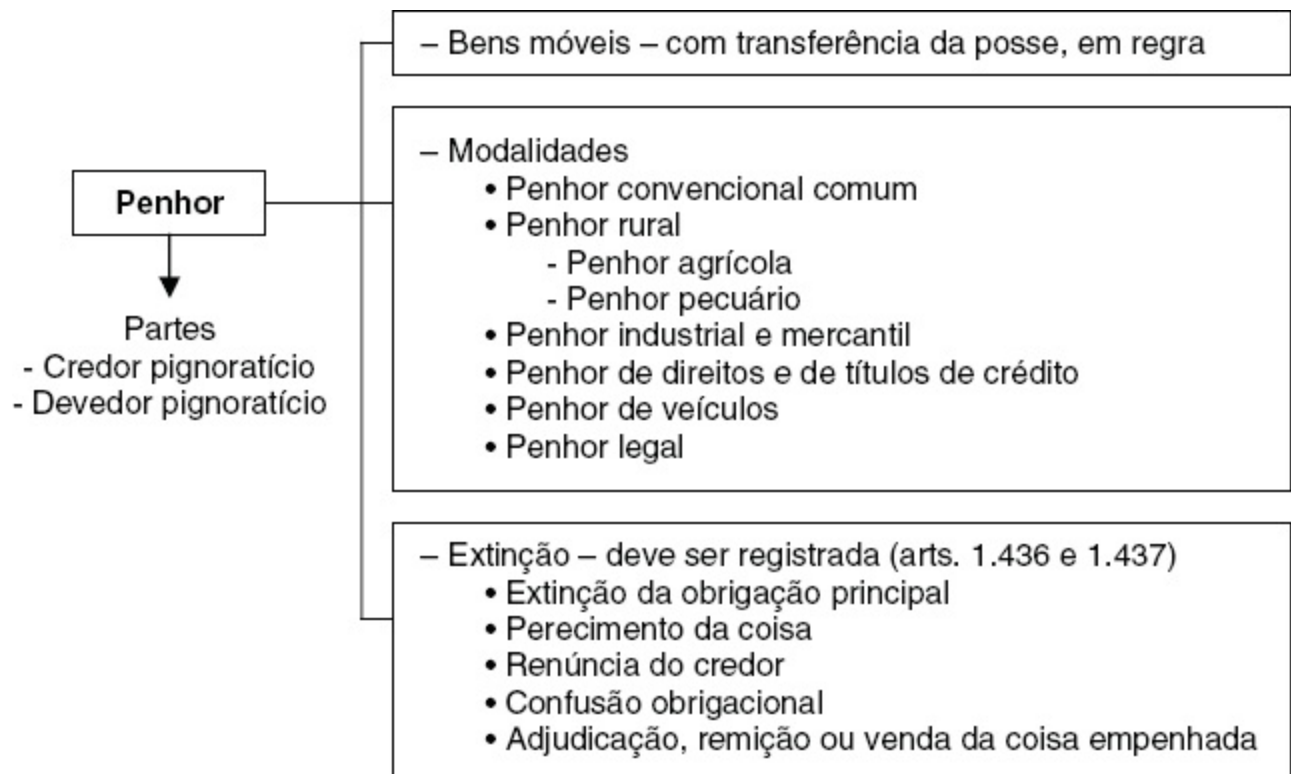 Penhor
Partes
- Credor pignoratício
- Devedor pignoratício
– Bens móveis – com transferência da posse, em regra
– Modalidades
• Penhor convencional comum
• Penhor rural
- Penhor agrícola
- Penhor pecuário
• Penhor industrial e mercantil
• Penhor de direitos e de títulos de crédito
• Penhor de veículos
• Penhor legal
– Extinção – deve ser registrada (arts. 1.436 e 1.437)
• Extinção da obrigação principal
• Perecimento da coisa
• Renúncia do credor
• Confusão obrigacional
• Adjudicação, remição ou venda da coisa empenhada